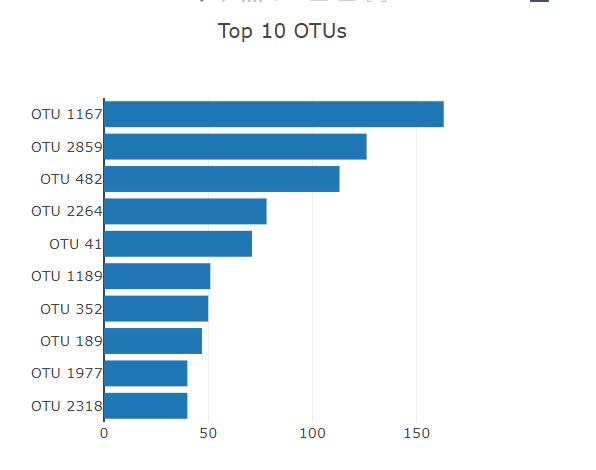 Top 10 OTUs
OTU 1167
OTU 2859
OTU 482
OTU 2264
OTU 41
OTU 1189
OTU 352
OTU 189
OTU 1977
OTU 2318
0 50 100 150